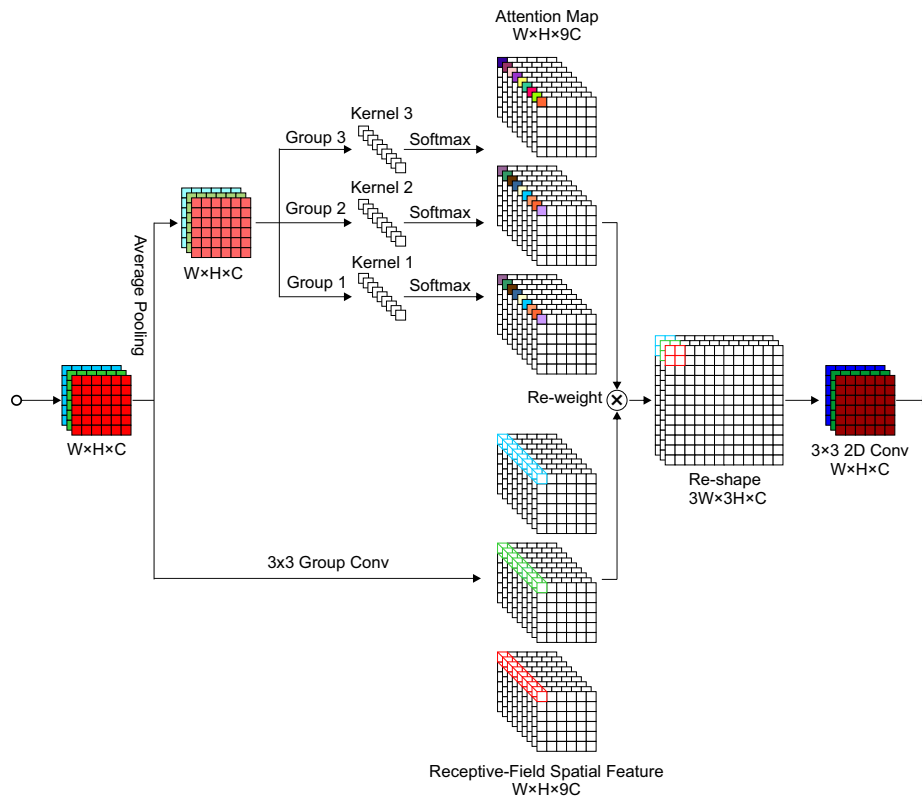 Attention Map
W×H×9C
Kernel 3
Group 3
Softmax
Kernel 2
Group 2
Softmax
Kernel 1
Group 1
Softmax
W×H×C
Average Pooling
W×H×C
Re-weight
Re-shape
3W×3H×C
3×3 2D Conv
W×H×C
3x3 Group Conv
Receptive-Field Spatial Feature
W×H×9C